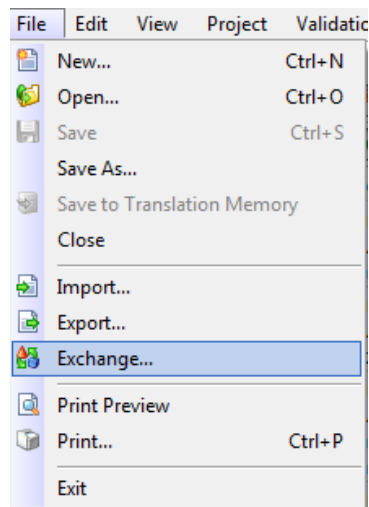 File Edit View Project Validatic
New... Ctrl+N
Open... Ctrl+O
Save Ctrl+S
Save As...
Save to Translation Memory
Close
Import...
Export...
Exchange...
Print Preview
Print... Ctrl+P
Exit